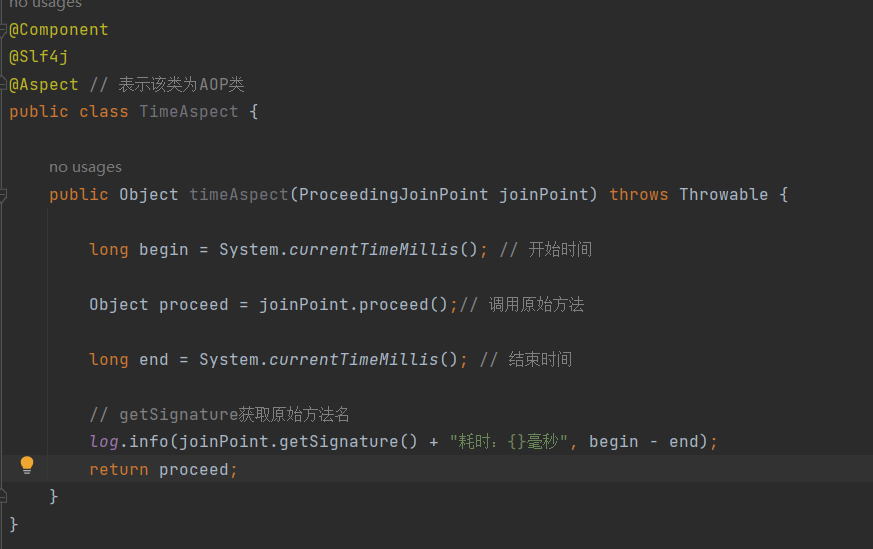 no usages
@Component
@Slf4j
@Aspect // 表示该类为AOP类
public class TimeAspect {
no usages
public Object timeAspect(ProceedingJoinPoint joinPoint) throws Throwable {
long begin = System.currentTimeMillis(); // 开始时间
Object proceed = joinPoint.proceed();// 调用原始方法
long end = System.currentTimeMillis(); // 结束时间
// getSignature获取原始方法名
log.info(joinPoint.getSignature() + "耗时：{}毫秒", begin - end);
return proceed;
}
}